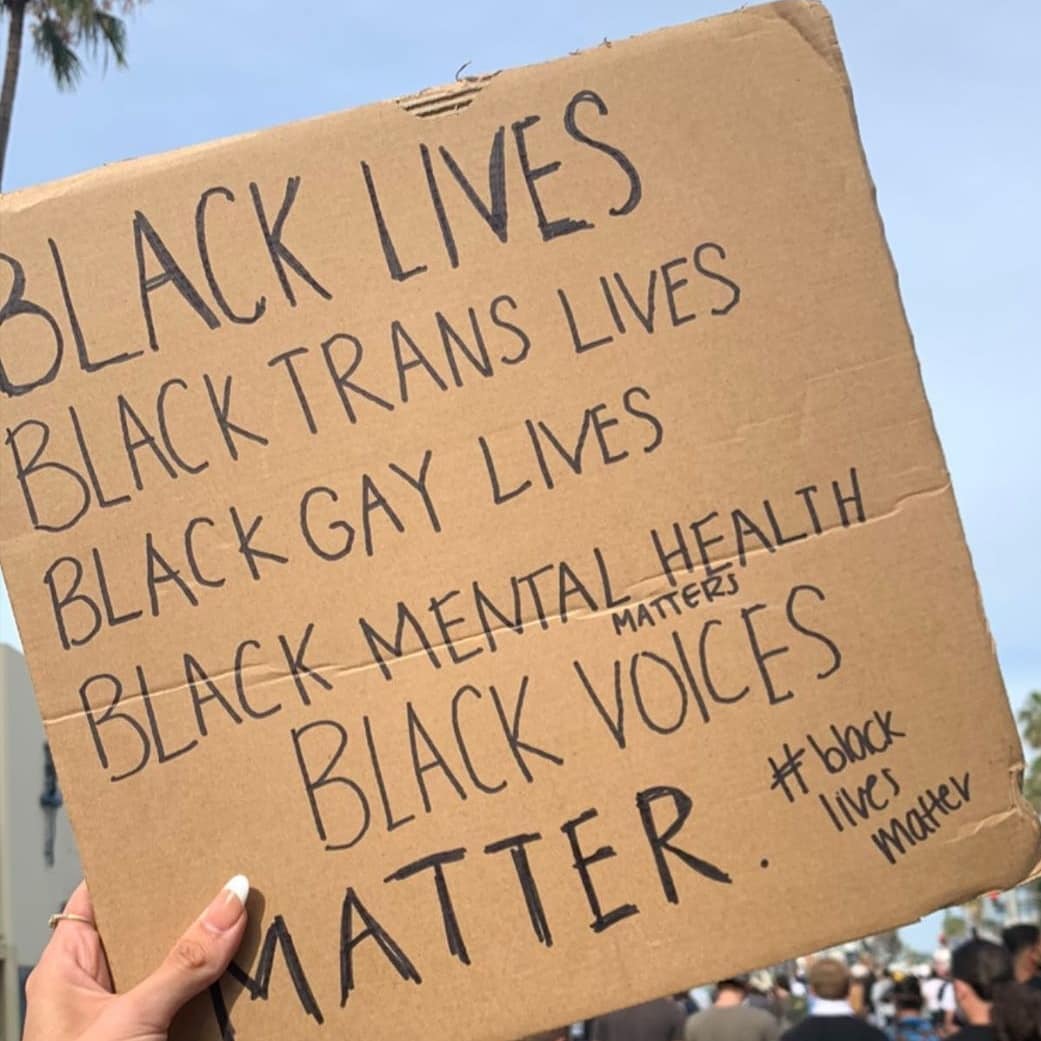 BLACK LIVES
BLACK TRANS LIVES
BLACK GAY LIVES
BLACK MENTAL HEALTH
MATTERS
BLACK VOICES
MATTER.
#black
lives
matter